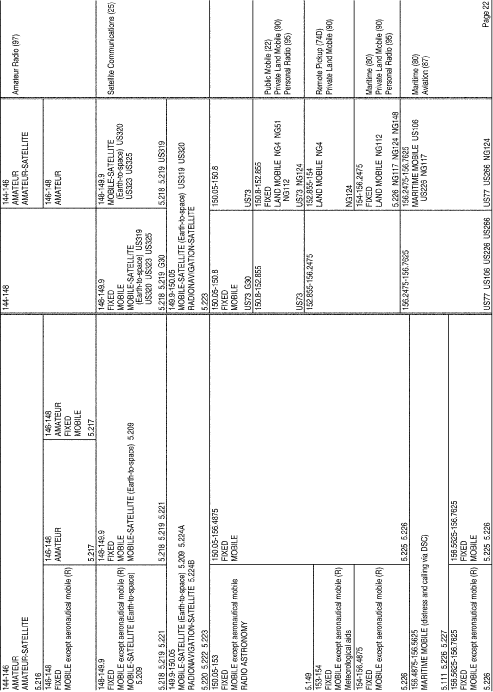 144-146
AMATEUR
AMATEUR-SATELLITE
5.216
146-148
FIXED
MOBILE except aeronautical mobile (R)
148-149.9
FIXED
MOBILE except aeronautical mobile (R)
MOBILE-SATELLITE (Earth-to-space)
5.209
5.218 5.219 5.221
149.9-150.05
MOBILE-SATELLITE (Earth-to-space) 5.209 5.224A
RADIONAVIGATION-SATELLITE 5.224B
5.220 5.222 5.223
150.05-153
FIXED
MOBILE except aeronautical mobile
RADIO ASTRONOMY
5.149
153-154
FIXED
MOBILE except aeronautical mobile (R)
Meteorological aids
154-156.4875
FIXED
MOBILE except aeronautical mobile (R)
5.226
156.4875-156.5625
MARITIME MOBILE (distress and calling via DSC)
5.111 5.226 5.227
156.5625-156.7625
FIXED
MOBILE except aeronautical mobile (R)
5.226
146-148
AMATEUR
5.217
148-149.9
FIXED
MOBILE
MOBILE-SATELLITE (Earth-to-space) 5.209
5.218 5.219 5.221
150.05-156.4875
FIXED
MOBILE
5.225 5.226
156.5625-156.7625
FIXED
MOBILE
5.225 5.226
146-148
AMATEUR
FIXED
MOBILE
5.217
144-148
148-149.9
FIXED
MOBILE
MOBILE-SATELLITE
(Earth-to-space) US319
US320 US323 US325
5.218 5.219 G30
149.9-150.05
MOBILE-SATELLITE (Earth-to-space) US319 US320
RADIONAVIGATION-SATELLITE
5.223
150.05-150.8
FIXED
MOBILE
US73 G30
150.8-152.855
US73
152.855-156.2475
156.2475-156.7625
US77 US106 US226 US266
144-146
AMATEUR
AMATEUR-SATELLITE
146-148
AMATEUR
148-149.9
MOBILE-SATELLITE
(Earth-to-space) US320
US323 US325
5.218 5.219 US319
150.05-150.8
US73
150.8-152.855
FIXED
LAND MOBILE NG4 NG51
NG112
US73 NG124
152.855-154
LAND MOBILE NG4
NG124
154-156.2475
FIXED
LAND MOBILE NG112
5.226 NG117 NG124 NG148
156.2475-156.7625
MARITIME MOBILE US106
US226 NG117
US77 US266 NG124
Amateur Radio (97)
Satellite Communications (25)
Public Mobile (22)
Private Land Mobile (90)
Personal Radio (95)
Remote Pickup (74D)
Private Land Mobile (90)
Maritime (80)
Private Land Mobile (90)
Personal Radio (95)
Maritime (80)
Aviation (87)
Page 22